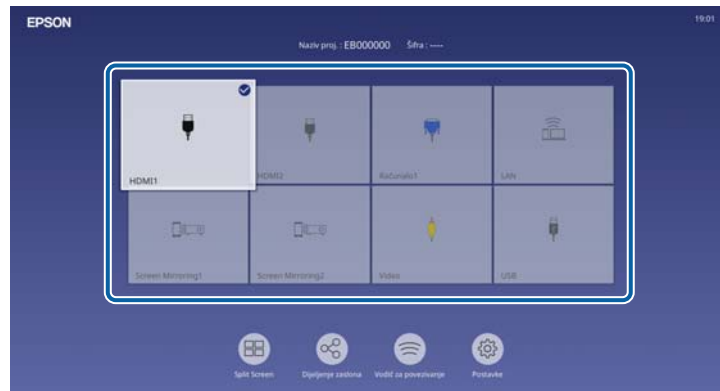 EPSON
19:01
Naziv proj. : EB000000 Šifra : ----
HDMI1
HDMI2
Računalo1
LAN
Screen Mirroring1
Screen Mirroring2
Video
USB
Split Screen
Dijeljenje zaslona
Vodič za povezivanje
Postavke